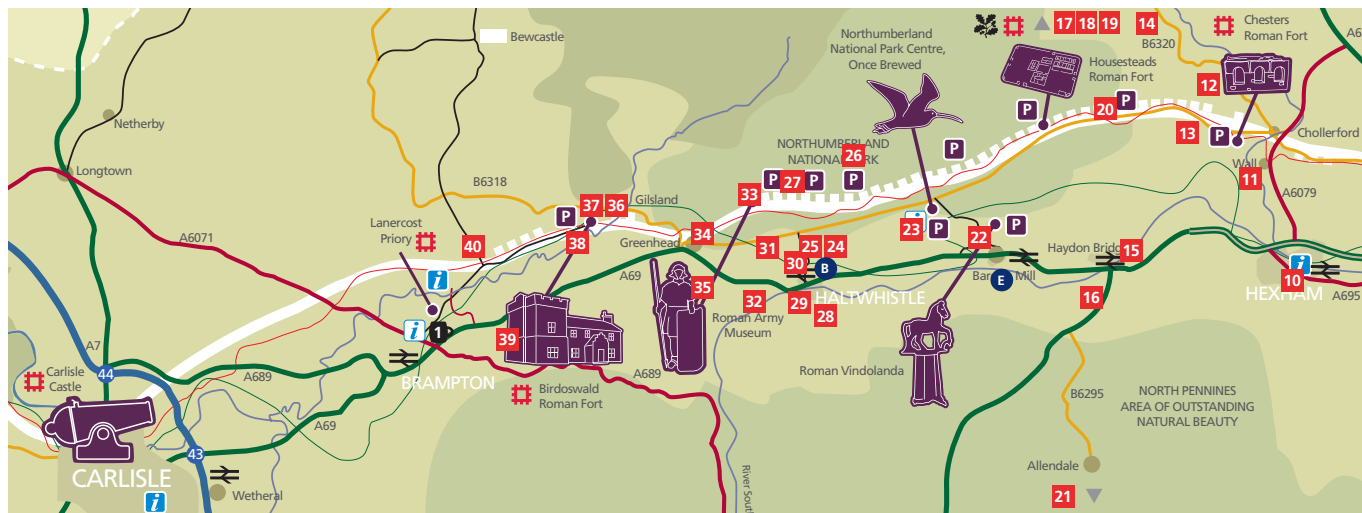 Bewcastle
Northumberland
National Park Centre,
Once Brewed
17 18 19
14
B6320
Chesters
Roman Fort
A6
Housesteads
Roman Fort
12
P
P
20
13
P
Chollerford
Netherby
Longtown
NORTHUMBERLAND
NATIONAL PARK
26
P
Wall
11
A6079
B6318
P
27
P
P
33
37 36
Gilsland
P
Lanercost
Priory
A6071
40
38
Greenhead
34
31
25 24
i
23
P
22
P
Haydon Bridge
15
30
B
A69
35
i
Bardon Mill
E
i
10
HEXHAM
A695
32
29
HALTWHISTLE
28
16
Roman Army
Museum
i
1
39
A7
44
A689
BRAMPTON
Carlisle
Castle
A689
Roman Vindolanda
Birdoswald
Roman Fort
B6295
NORTH PENNINES
AREA OF OUTSTANDING
NATURAL BEAUTY
A69
43
CARLISLE
Wetheral
i
River South
Allendale
21